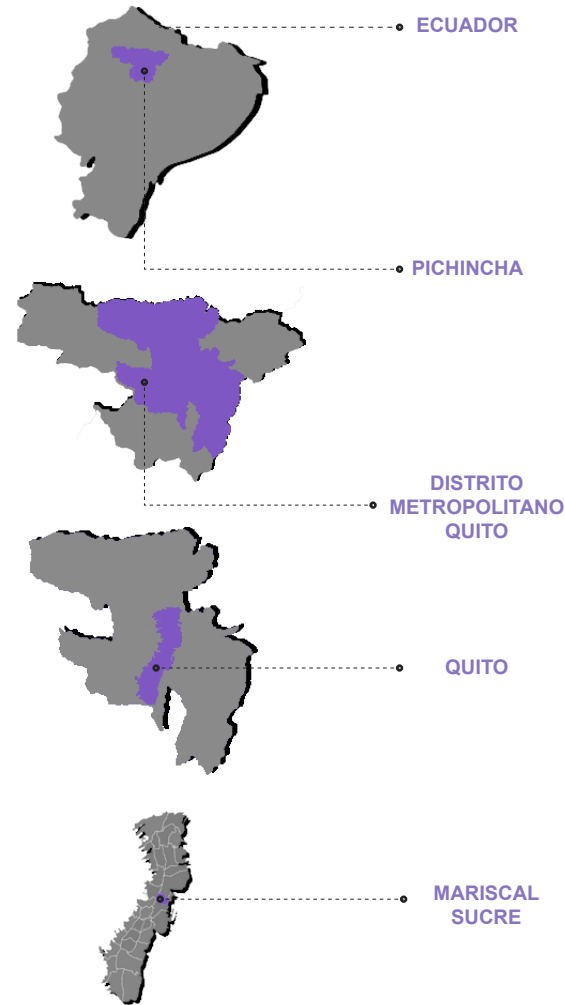 ECUADOR
PICHINCHA
DISTRITO
METROPOLITANO
QUITO
QUITO
MARISCAL
SUCRE